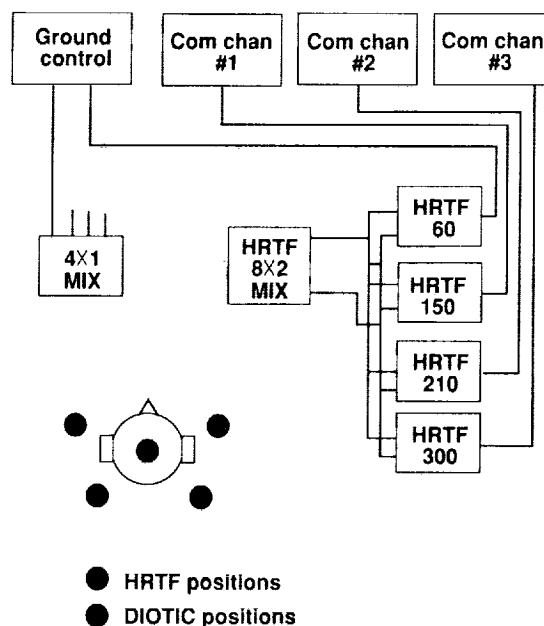 Ground
control
Com chan
#1
Com chan
#2
Com chan
#3
HRTF
60
4X1
MIX
HRTF
8X2
MIX
HRTF
150
HRTF
210
HRTF
300
HRTF positions
DIOTIC positions